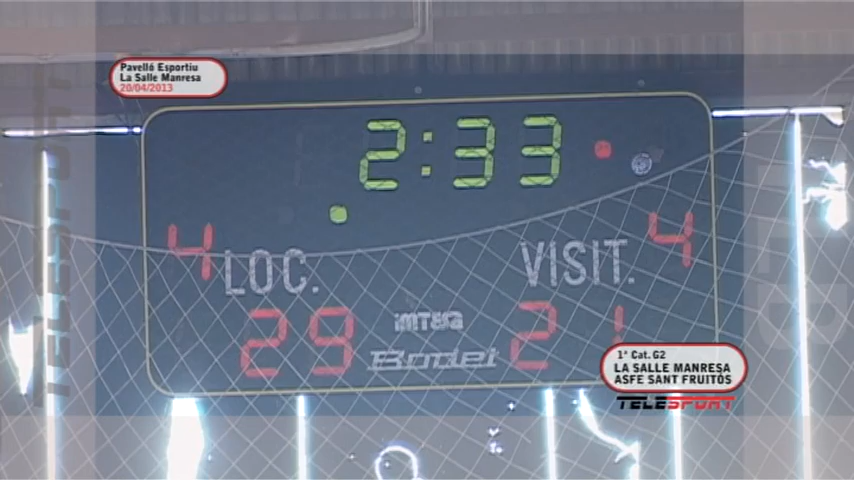 Pavelló Esportiu
La Salle Manresa
20/04/2013
2:33
4 LOC. VISIT. 4
29 iMTESA 21
Bodet
1ª Cat. G2
LA SALLE MANRESA
ASFE SANT FRUITÓS
TELESPORT